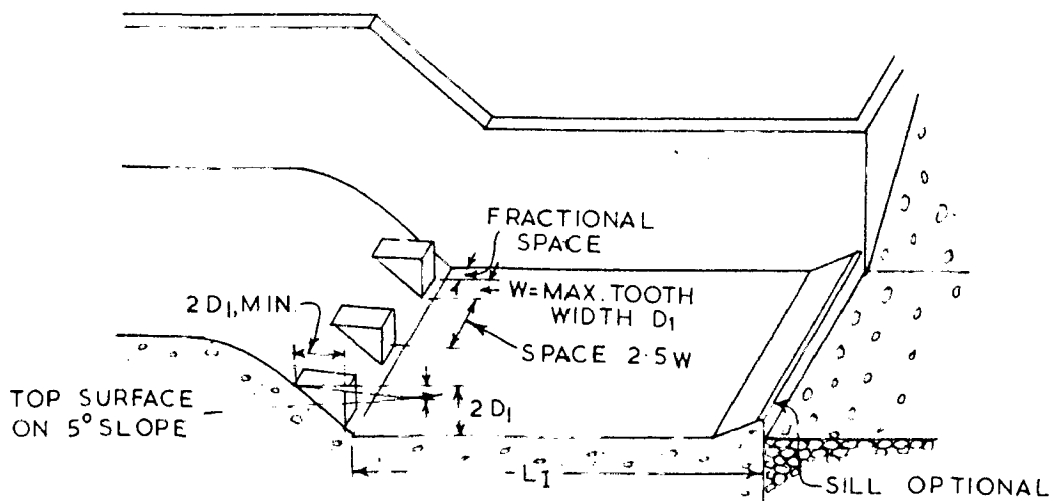 FRACTIONAL
SPACE
W=MAX. TOOTH
WIDTH D1
SPACE 2·5W
2D1, MIN.
TOP SURFACE
ON 5° SLOPE
2D1
LI
SILL OPTIONAL